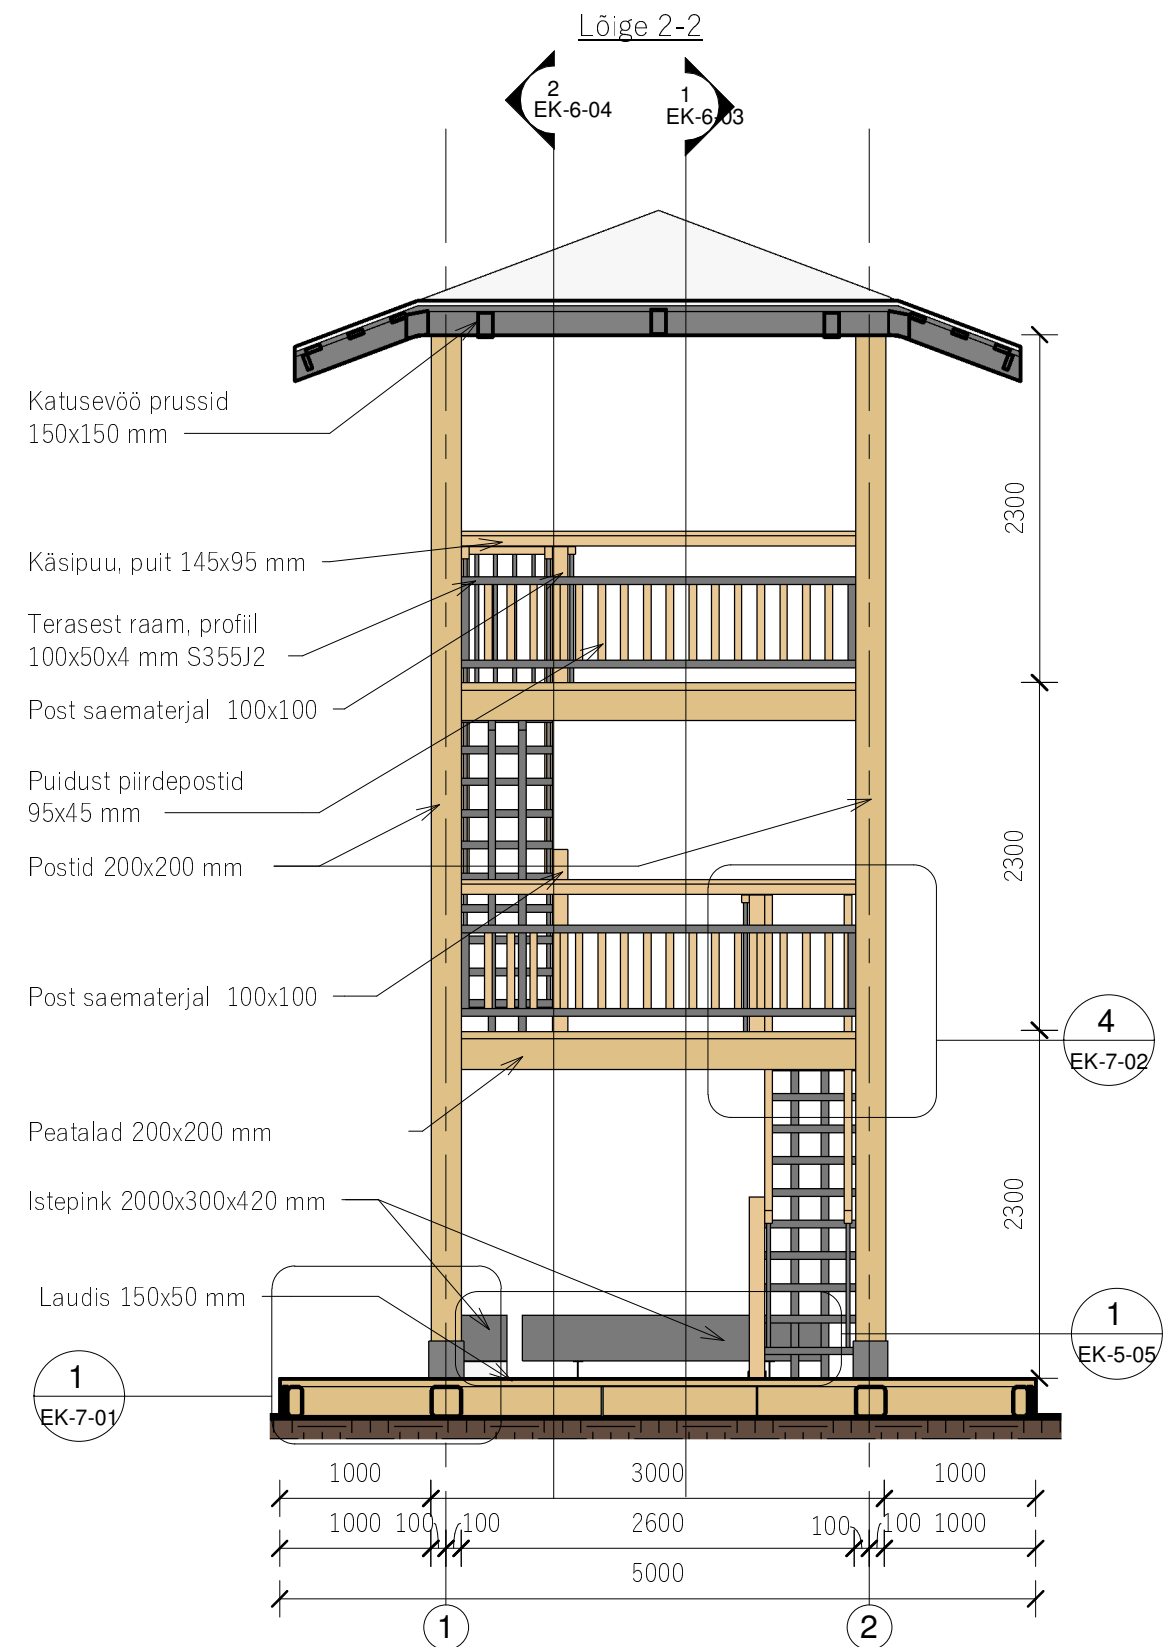 Lõige 2-2
2
EK-6-04
1
EK-6-03
Katusevöö prussid
150x150 mm
2300
Käsipuu, puit 145x95 mm
Terasest raam, profiil
100x50x4 mm S355J2
Post saematerjal 100x100
Puidust piirdepostid
95x45 mm
2300
Postid 200x200 mm
Post saematerjal 100x100
4
EK-7-02
Peatalad 200x200 mm
Istepink 2000x300x420 mm
2300
Laudis 150x50 mm
1
EK-5-05
1
EK-7-01
1000 3000 1000
1000 100 100 2600 100 100 1000
5000
1 2